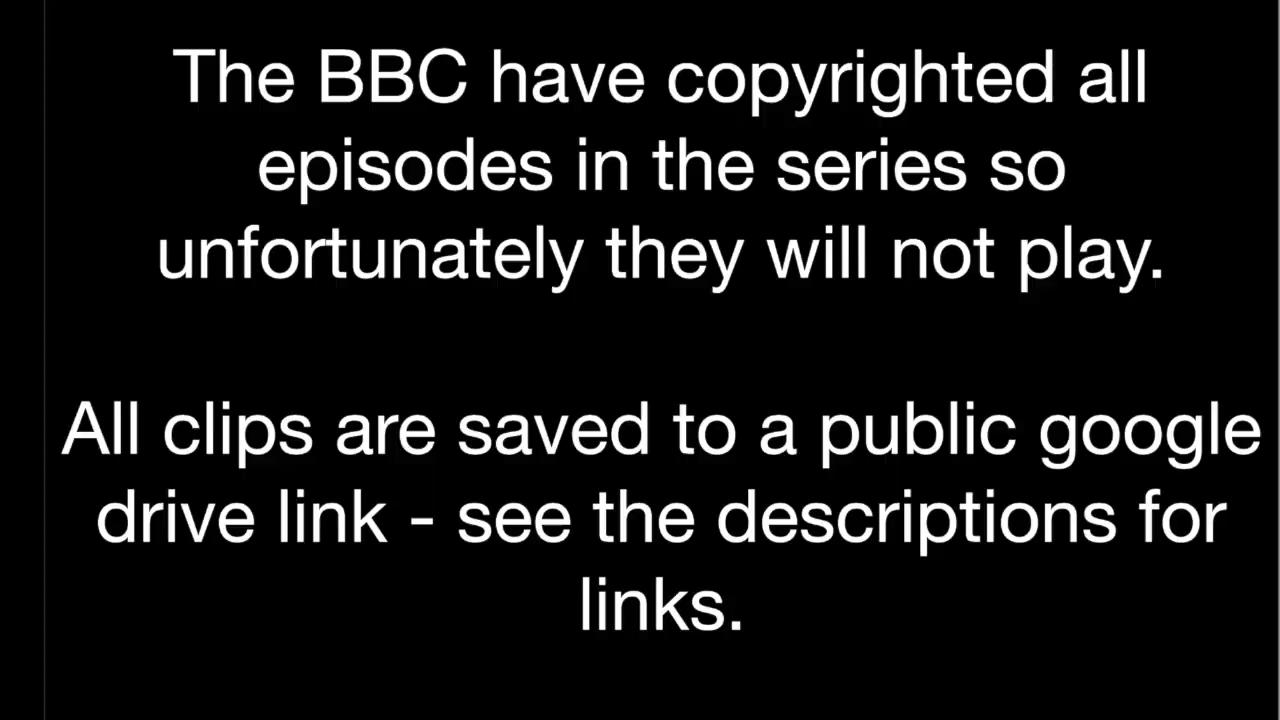 The BBC have copyrighted all
episodes in the series so
unfortunately they will not play.
All clips are saved to a public google
drive link - see the descriptions for
links.